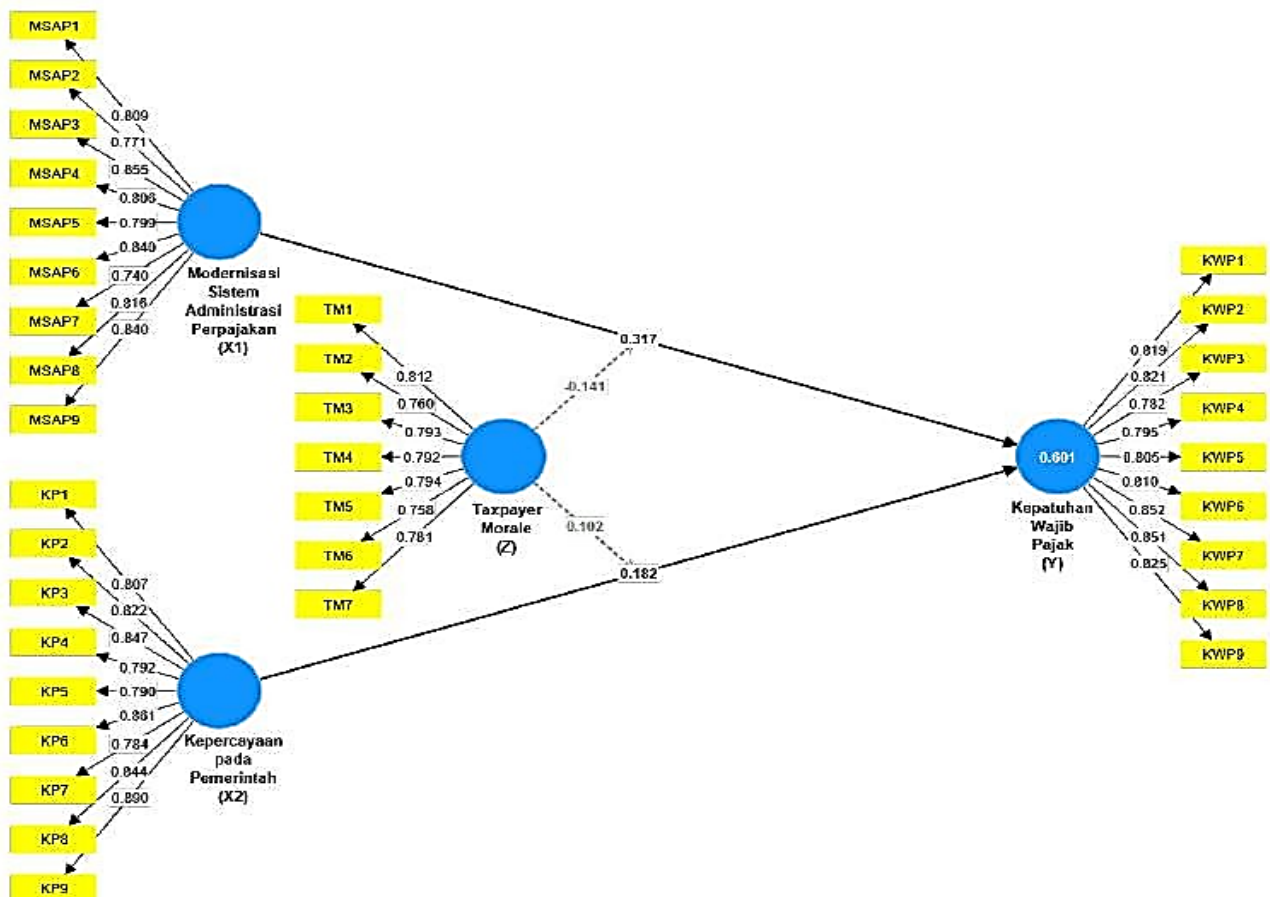 MSAP1
MSAP2
MSAP3
MSAP4
MSAP5
MSAP6
MSAP7
MSAP8
MSAP9
0.809
0.771
0.855
0.799
0.840
0.740
0.816
0.840
Modernisasi
Sistem
Administrasi
Perpajakan
(X1)
KP1
KP2
KP3
KP4
KP5
KP6
KP7
KP8
KP9
0.807
0.822
0.847
0.792
0.790
0.861
0.784
0.844
0.890
Kepercayaan
pada
Pemerintah
(X2)
TM1
TM2
TM3
TM4
TM5
TM6
TM7
0.812
0.760
0.793
0.792
0.794
0.758
0.781
Taxpayer
Morale
(Z)
0.317
-0.141
0.102
0.182
0.601
Kepatuhan
Wajib
Pajak
(Y)
0.819
0.821
0.782
0.795
0.805
0.810
0.852
0.851
0.825
KWP1
KWP2
KWP3
KWP4
KWP5
KWP6
KWP7
KWP8
KWP9